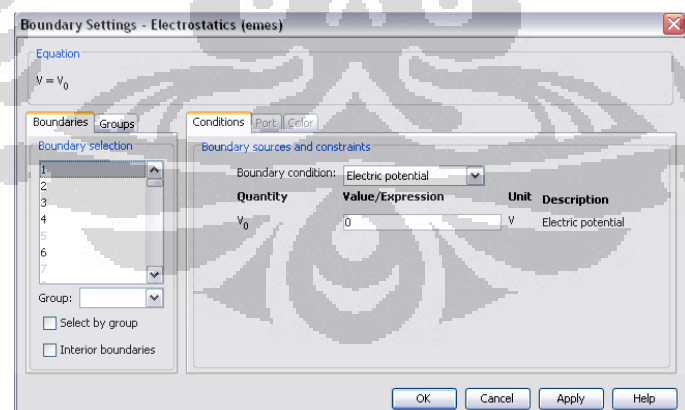 Boundary Settings - Electrostatics (emes)
Equation
V = V0
Boundaries Groups
Conditions Port Color
Boundary selection
1
2
3
4
5
6
7
Group:
Select by group
Interior boundaries
Boundary sources and constraints
Boundary condition: Electric potential
Quantity Value/Expression Unit Description
V0 0 V Electric potential
OK Cancel Apply Help